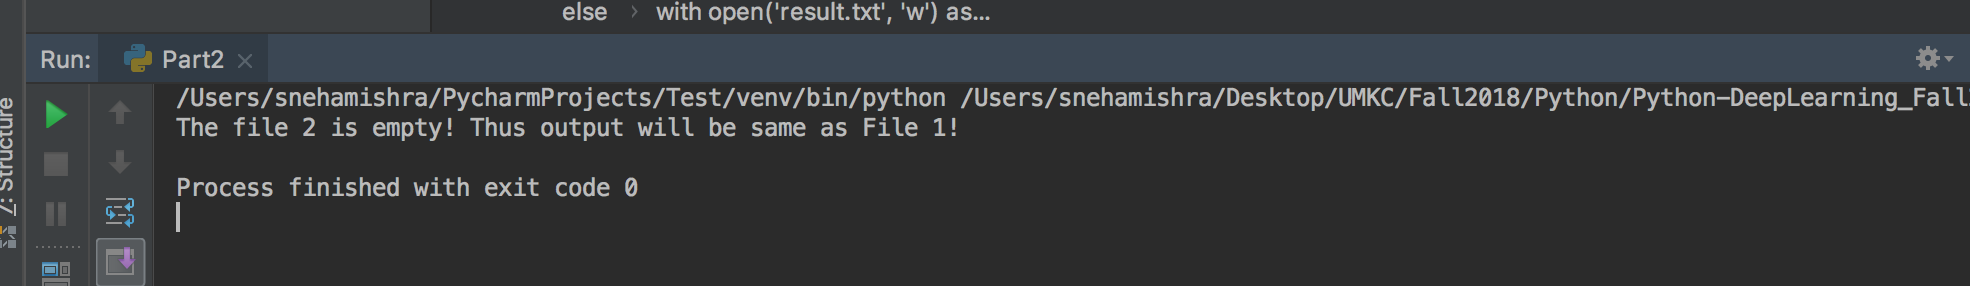 else › with open('result.txt', 'w') as...
Run: Part2
/Users/snehamishra/PycharmProjects/Test/venv/bin/python /Users/snehamishra/Desktop/UMKC/Fall2018/Python/Python-DeepLearning_Fall
The file 2 is empty! Thus output will be same as File 1!
Process finished with exit code 0
7: Structure